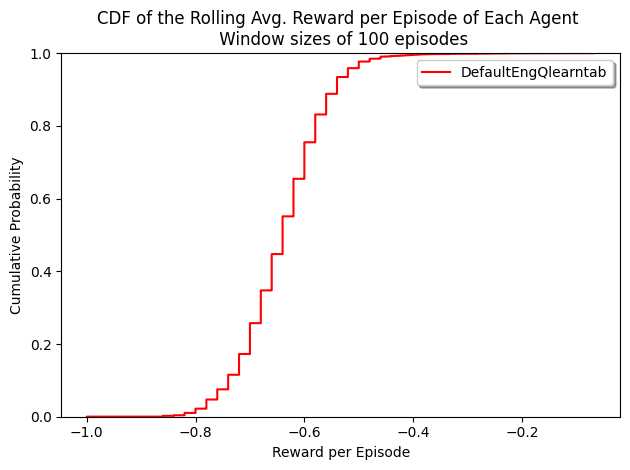 CDF of the Rolling Avg. Reward per Episode of Each Agent
Window sizes of 100 episodes
DefaultEngQlearntab
Cumulative Probability
1.0
0.8
0.6
0.4
0.2
0.0
−1.0
−0.8
−0.6
−0.4
−0.2
Reward per Episode